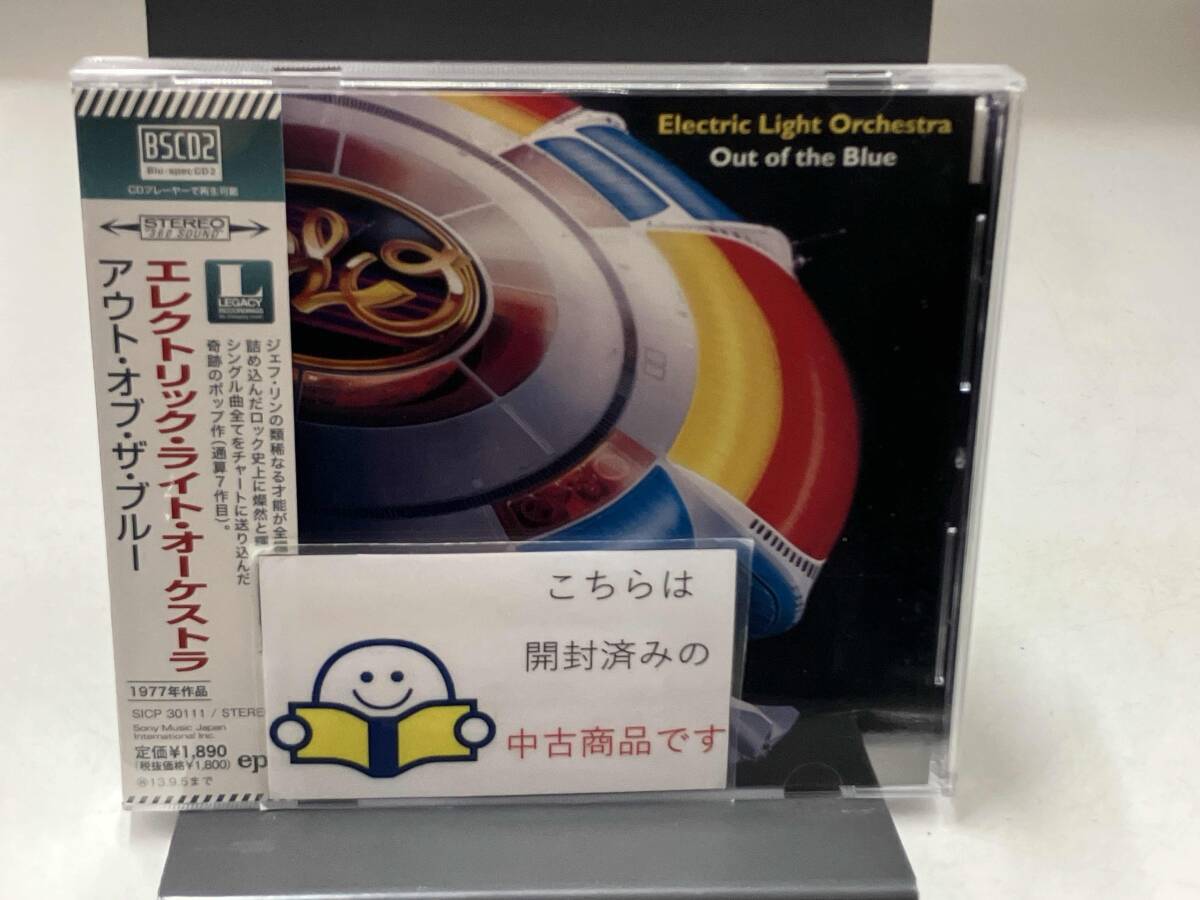 BSCD2
Blu-spec CD2
CDプレーヤーで再生可能
STEREO
"360 SOUND"
L
LEGACY
RECORDINGS
エレクトリック・ライト・オーケストラ
アウト・オブ・ザ・ブルー
ジェフ・リンの類稀なる才能が全
詰め込んだロック史上に燦然と
シングル曲全てをチャートに送り込んだ
奇跡のポップ作(通算7作目)。
1977年作品
SICP 30111 / STERE
Sony Music Japan
International Inc.
定価¥1,890
(税抜価格¥1,800)
ep
13.9.5まで
Electric Light Orchestra
Out of the Blue
こちらは
開封済みの
中古商品です